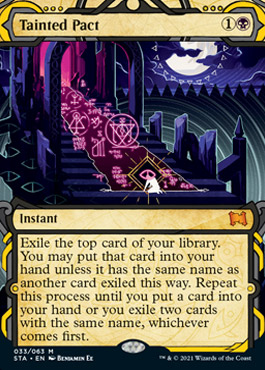 Tainted Pact 1
Instant
Exile the top card of your library.
You may put that card into your
hand unless it has the same name as
another card exiled this way. Repeat
this process until you put a card into
your hand or you exile two cards
with the same name, whichever
comes first.
033/063 M
STA • EN Benjamin Ee
™ & © 2021 Wizards of the Coast